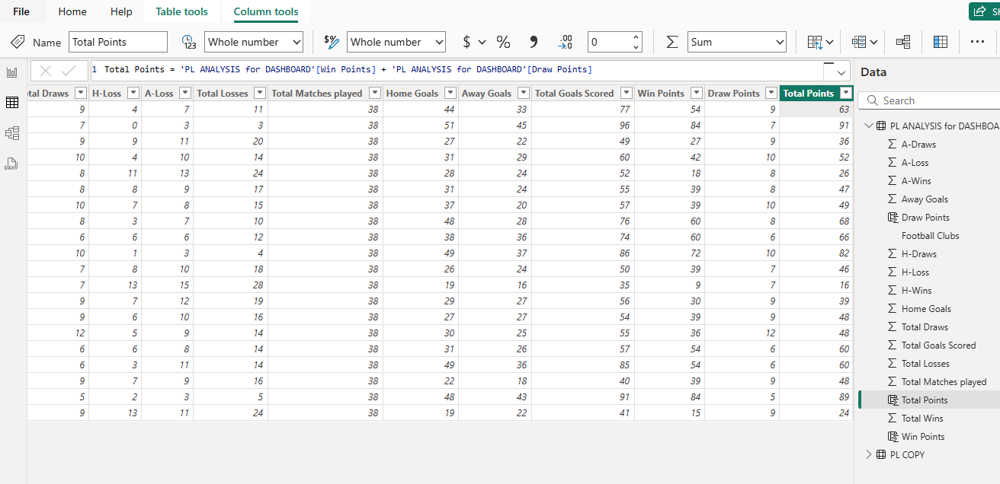 File Home Help Table tools Column tools
Name Total Points 123 Whole number $% Whole number $ % 9 .00 →.0 0 Σ Sum ...
1 Total Points = 'PL ANALYSIS for DASHBOARD'[Win Points] + 'PL ANALYSIS for DASHBOARD'[Draw Points]
tal Draws H-Loss A-Loss Total Losses Total Matches played Home Goals Away Goals Total Goals Scored Win Points Draw Points Total Points
9 4 7 11 38 44 33 77 54 9 63
7 0 3 3 38 51 45 96 84 7 91
9 9 11 20 38 27 22 49 27 9 36
10 4 10 14 38 31 29 60 42 10 52
8 11 13 24 38 28 24 52 18 8 26
8 8 9 17 38 31 24 55 39 8 47
10 7 8 15 38 37 20 57 39 10 49
8 3 7 10 38 48 28 76 60 8 68
6 6 6 12 38 38 36 74 60 6 66
10 1 3 4 38 49 37 86 72 10 82
7 8 10 18 38 26 24 50 39 7 46
7 13 15 28 38 19 16 35 9 7 16
9 7 12 19 38 29 27 56 30 9 39
9 6 10 16 38 27 27 54 39 9 48
12 5 9 14 38 30 25 55 36 12 48
6 6 8 14 38 31 26 57 54 6 60
6 3 11 14 38 49 36 85 54 6 60
9 7 9 16 38 22 18 40 39 9 48
5 2 3 5 38 48 43 91 84 5 89
9 13 11 24 38 19 22 41 15 9 24
DAX
Data
Search
PL ANALYSIS for DASHBOA
Σ A-Draws
Σ A-Loss
Σ A-Wins
Σ Away Goals
Draw Points
Football Clubs
Σ H-Draws
Σ H-Loss
Σ H-Wins
Σ Home Goals
Σ Total Draws
Σ Total Goals Scored
Σ Total Losses
Σ Total Matches played
Total Points
Σ Total Wins
Win Points
PL COPY